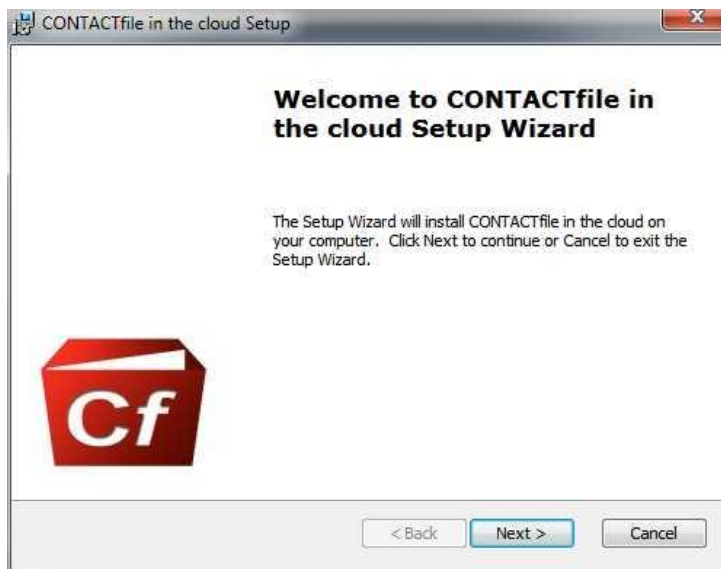 CONTACTfile in the cloud Setup
Welcome to CONTACTfile in
the cloud Setup Wizard
The Setup Wizard will install CONTACTfile in the cloud on
your computer. Click Next to continue or Cancel to exit the
Setup Wizard.
Cf
< Back Next > Cancel